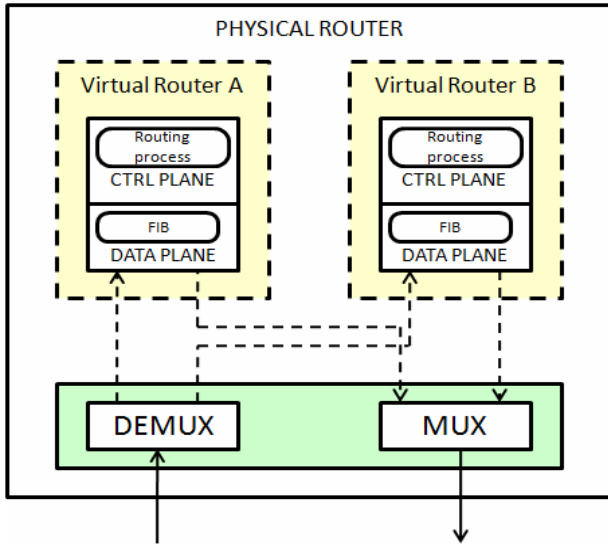 PHYSICAL ROUTER
Virtual Router A
Routing
process
CTRL PLANE
FIB
DATA PLANE
Virtual Router B
Routing
process
CTRL PLANE
FIB
DATA PLANE
DEMUX
MUX